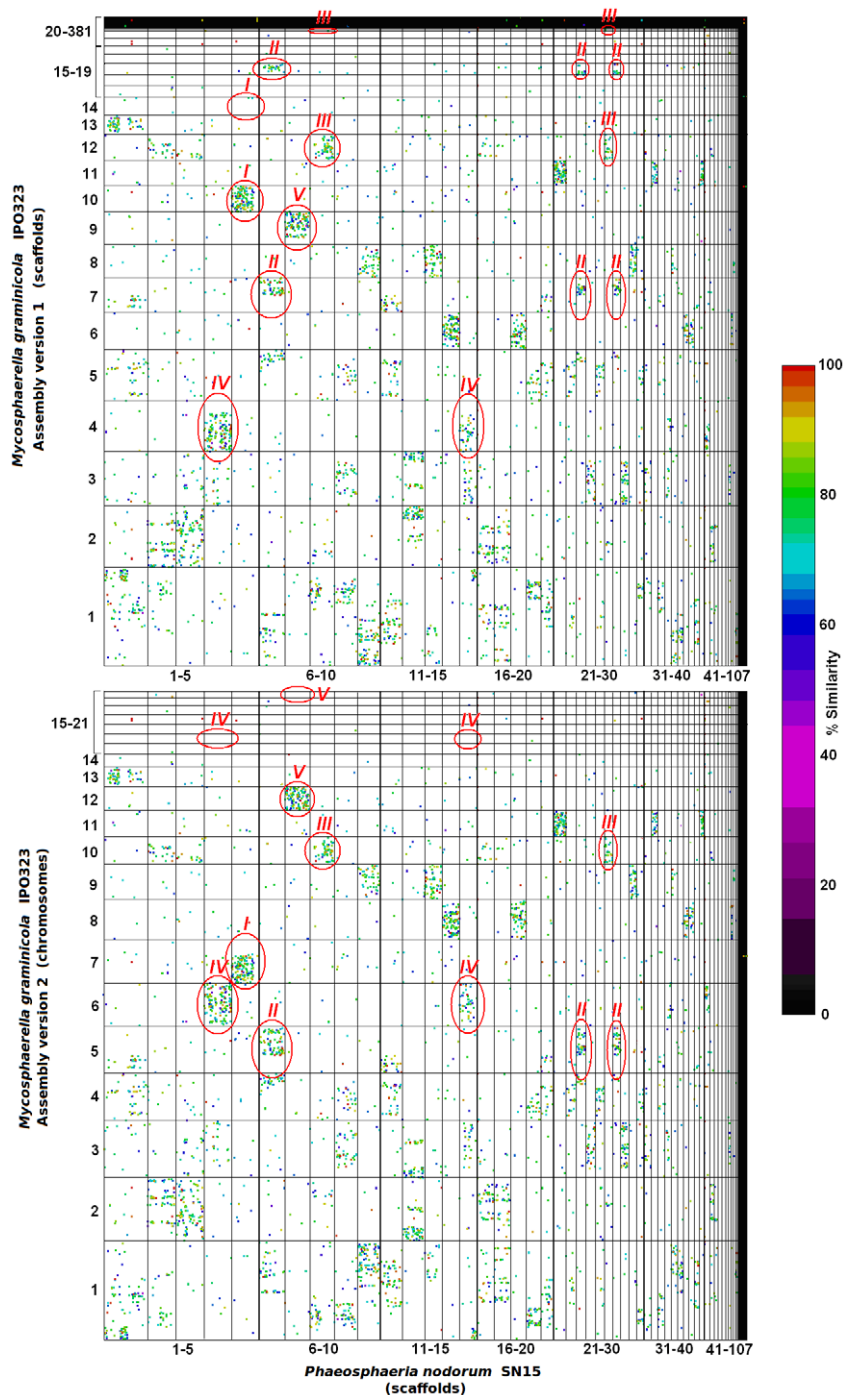 III
III
20-381
II
II
II
15-19
I
14
13
III
III
12
11
I
10
V
9
8
II
II
II
7
6
5
IV
IV
4
3
2
1
Mycosphaerella graminicola IPO323
Assembly version 1 (scaffolds)
1-5
6-10
11-15
16-20
21-30
31-40
41-107
100
80
60
40
20
0
% Similarity
V
15-21
IV
IV
14
13
V
12
11
III
III
10
9
8
I
7
IV
IV
6
II
II
II
5
4
3
2
1
Mycosphaerella graminicola IPO323
Assembly version 2 (chromosomes)
1-5
6-10
11-15
16-20
21-30
31-40
41-107
Phaeosphaeria nodorum SN15
(scaffolds)